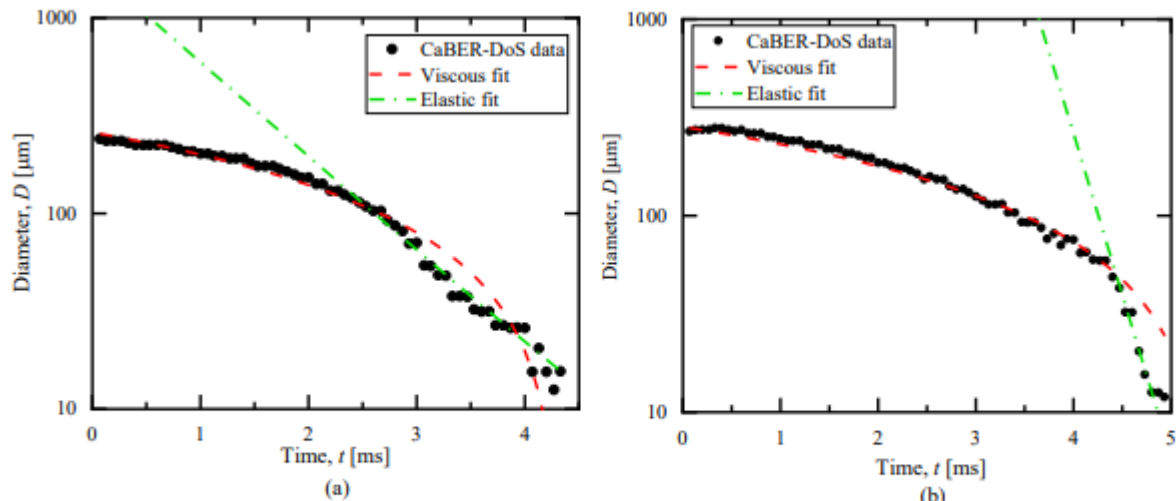 1000
100
10
Diameter, D [µm]
CaBER-DoS data
Viscous fit
Elastic fit
0 1 2 3 4
Time, t [ms]
(a)
1000
100
10
Diameter, D [µm]
CaBER-DoS data
Viscous fit
Elastic fit
0 1 2 3 4 5
Time, t [ms]
(b)